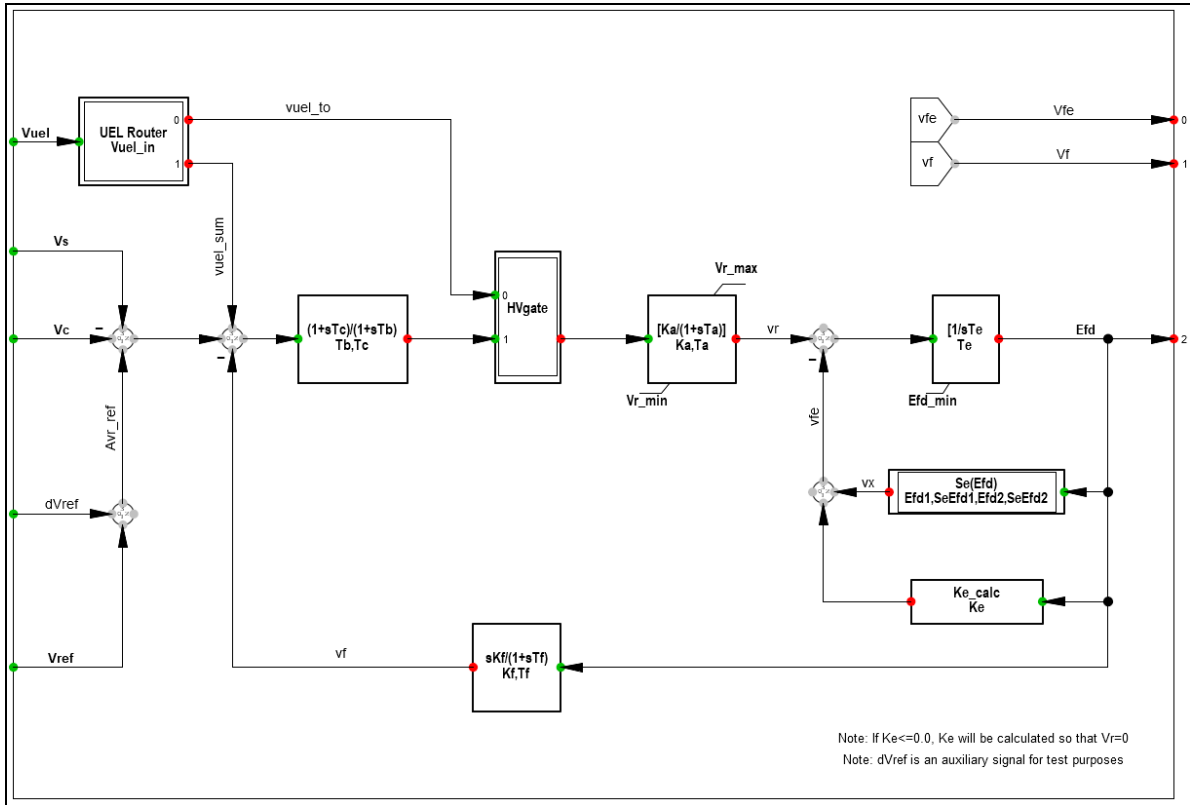 vuel_to
Vuel
UEL Router
Vuel_in
0
1
vfe
Vfe
0
vf
Vf
1
Vs
vuel_sum
Vc
Avr_ref
(1+sTc)/(1+sTb)
Tb,Tc
HVgate
0
1
Vr_max
[Ka/(1+sTa)]
Ka,Ta
Vr_min
vr
[1/sTe
Te
Efd_min
Efd
2
vfe
vx
Se(Efd)
Efd1,SeEfd1,Efd2,SeEfd2
Ke_calc
Ke
dVref
Vref
vf
sKf/(1+sTf)
Kf,Tf
Note: If Ke<=0.0, Ke will be calculated so that Vr=0
Note: dVref is an auxiliary signal for test purposes